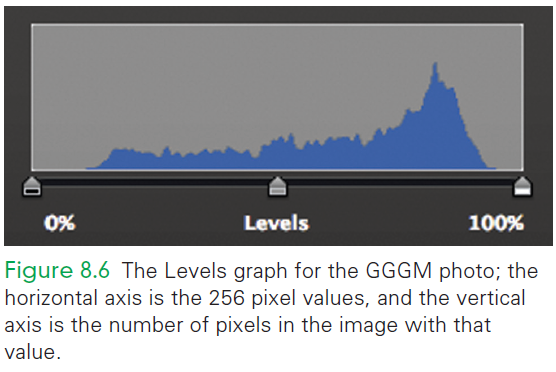 0% Levels 100%
Figure 8.6 The Levels graph for the GGGM photo; the
horizontal axis is the 256 pixel values, and the vertical
axis is the number of pixels in the image with that
value.